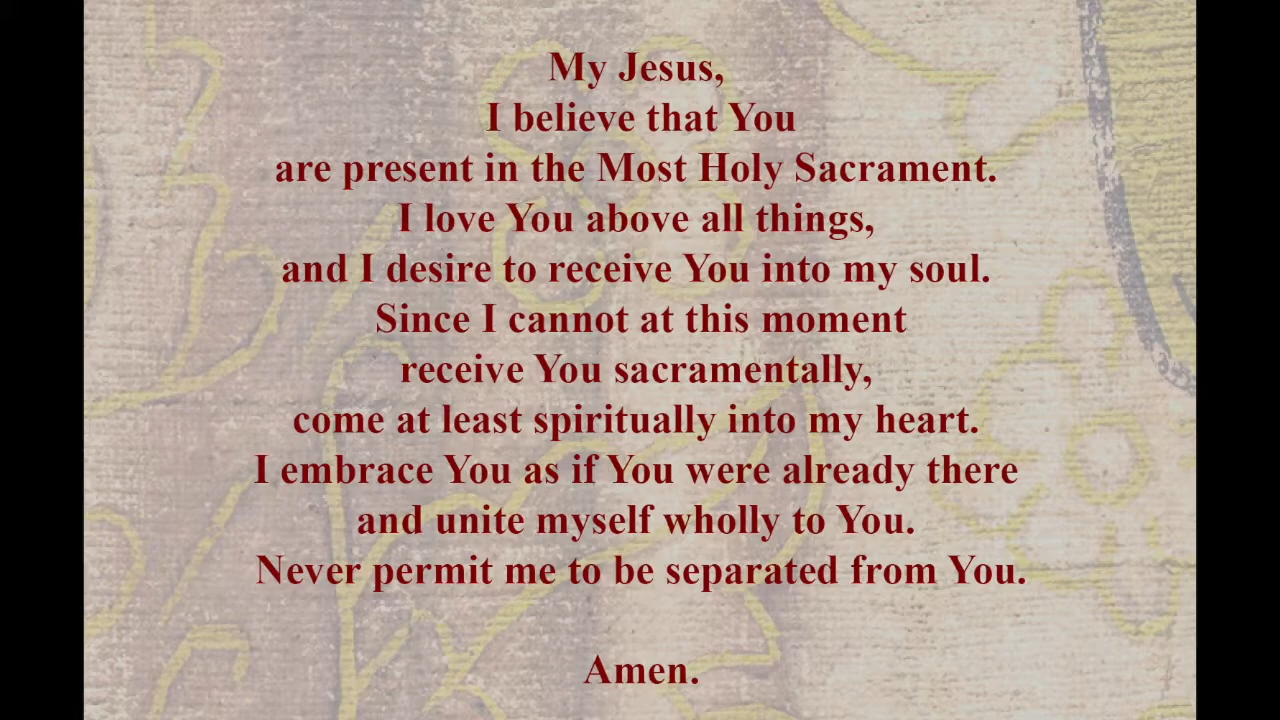 My Jesus,
I believe that You
are present in the Most Holy Sacrament.
I love You above all things,
and I desire to receive You into my soul.
Since I cannot at this moment
receive You sacramentally,
come at least spiritually into my heart.
I embrace You as if You were already there
and unite myself wholly to You.
Never permit me to be separated from You.
Amen.